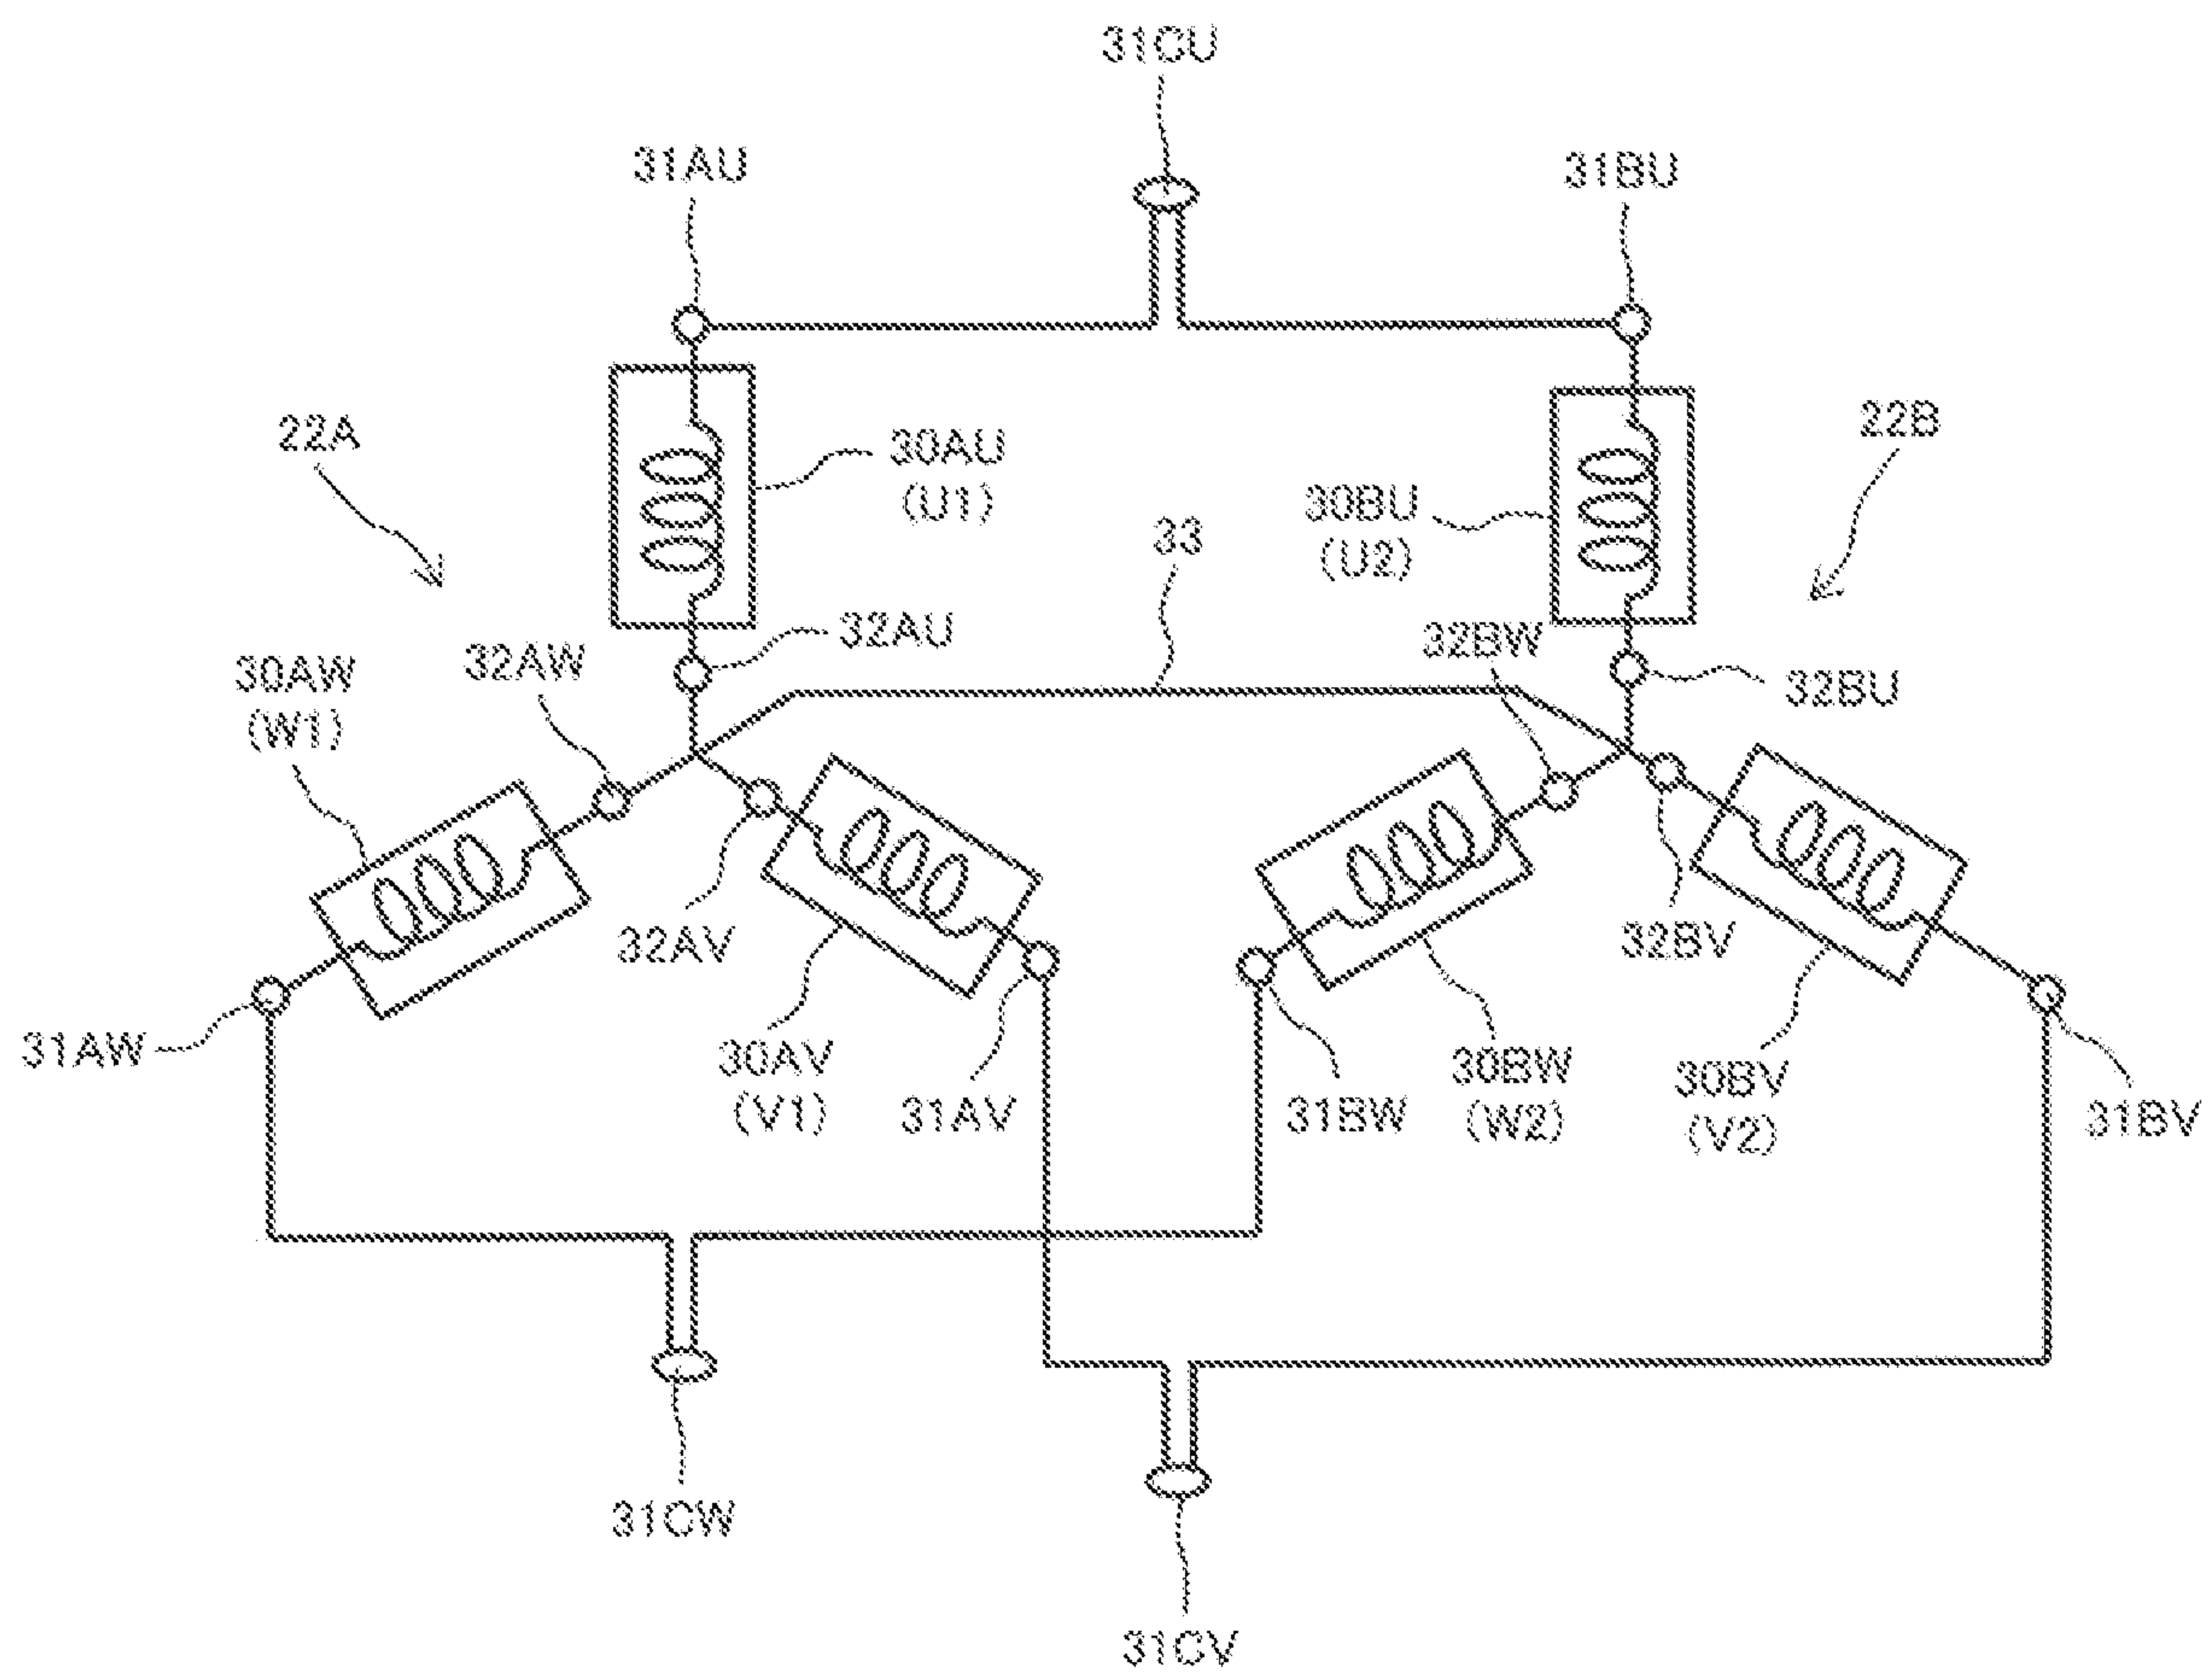 31CU
31AU
31BU
22A
30AU
(U1)
22B
30BU
(U2)
33
32AU
32BW
32AW
30AW
(W1)
32BU
32AV
32BV
31AW
30AV
(V1)
31AV
31BW
30BW
(W2)
30BV
(V2)
31BV
31CW
31CV